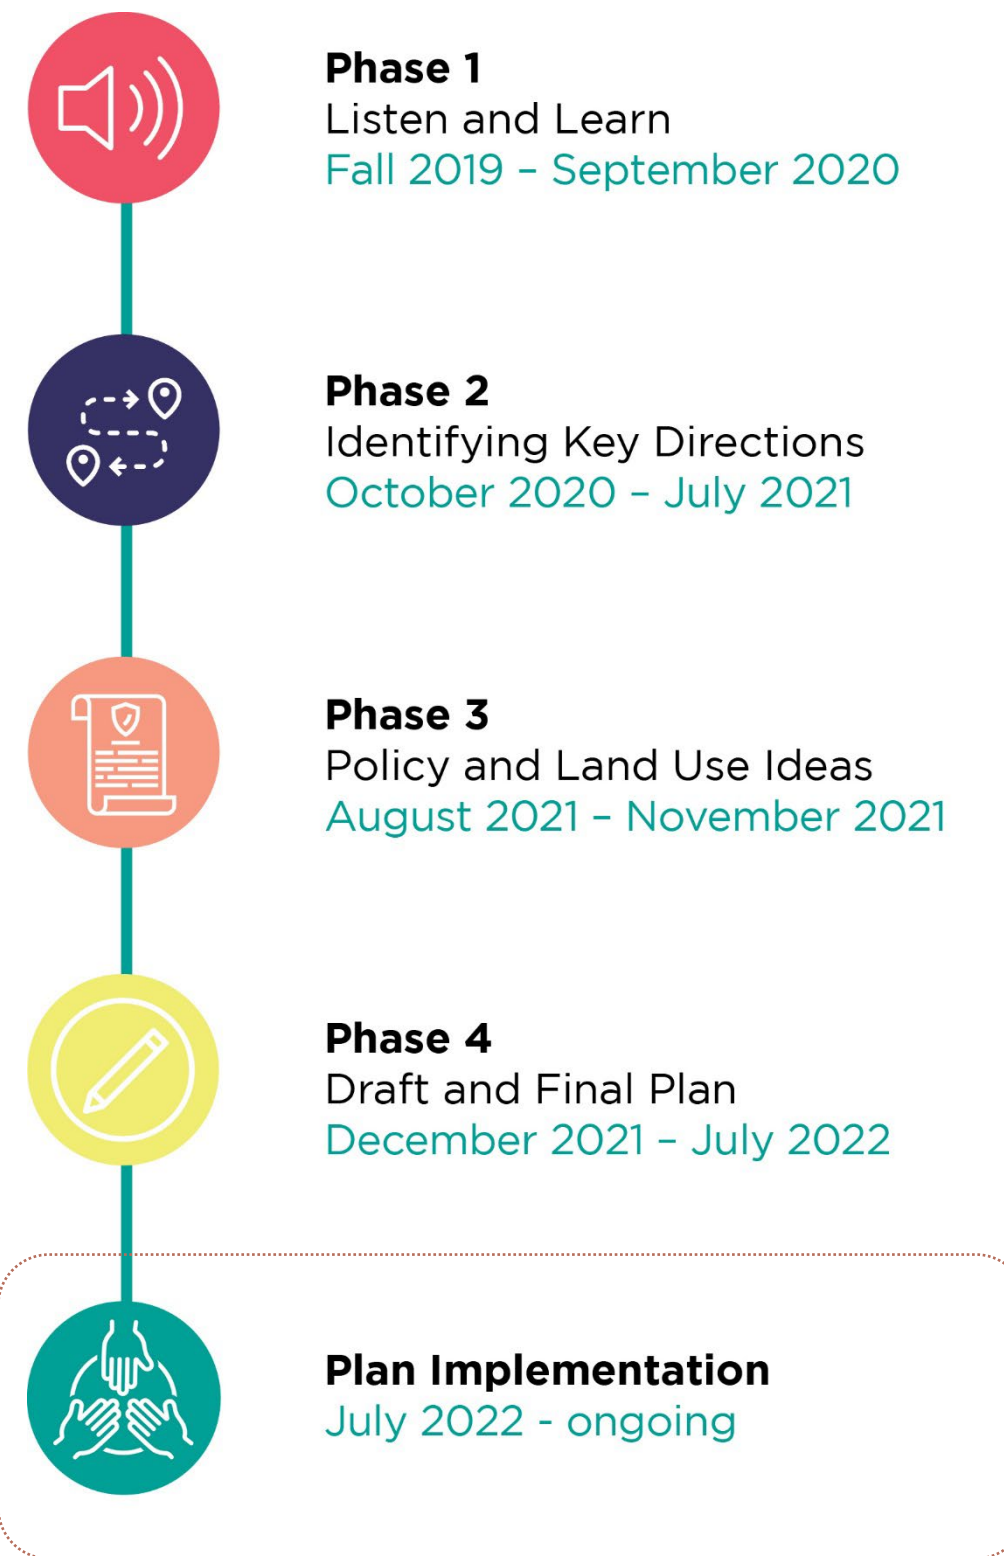 Phase 1
Listen and Learn
Fall 2019 – September 2020
Phase 2
Identifying Key Directions
October 2020 – July 2021
Phase 3
Policy and Land Use Ideas
August 2021 – November 2021
Phase 4
Draft and Final Plan
December 2021 – July 2022
Plan Implementation
July 2022 - ongoing